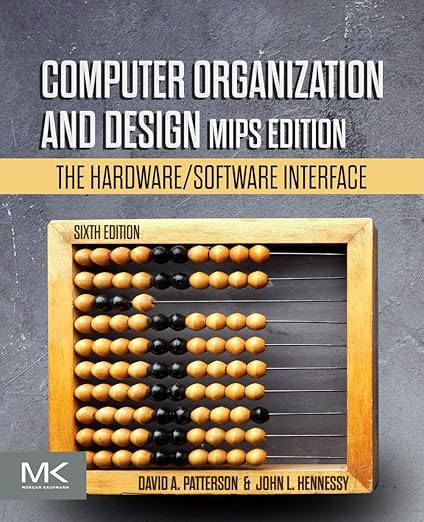 COMPUTER ORGANIZATION
AND DESIGN MIPS EDITION
THE HARDWARE/SOFTWARE INTERFACE
SIXTH EDITION
MK
MORGAN KAUFMANN
DAVID A. PATTERSON & JOHN L. HENNESSY